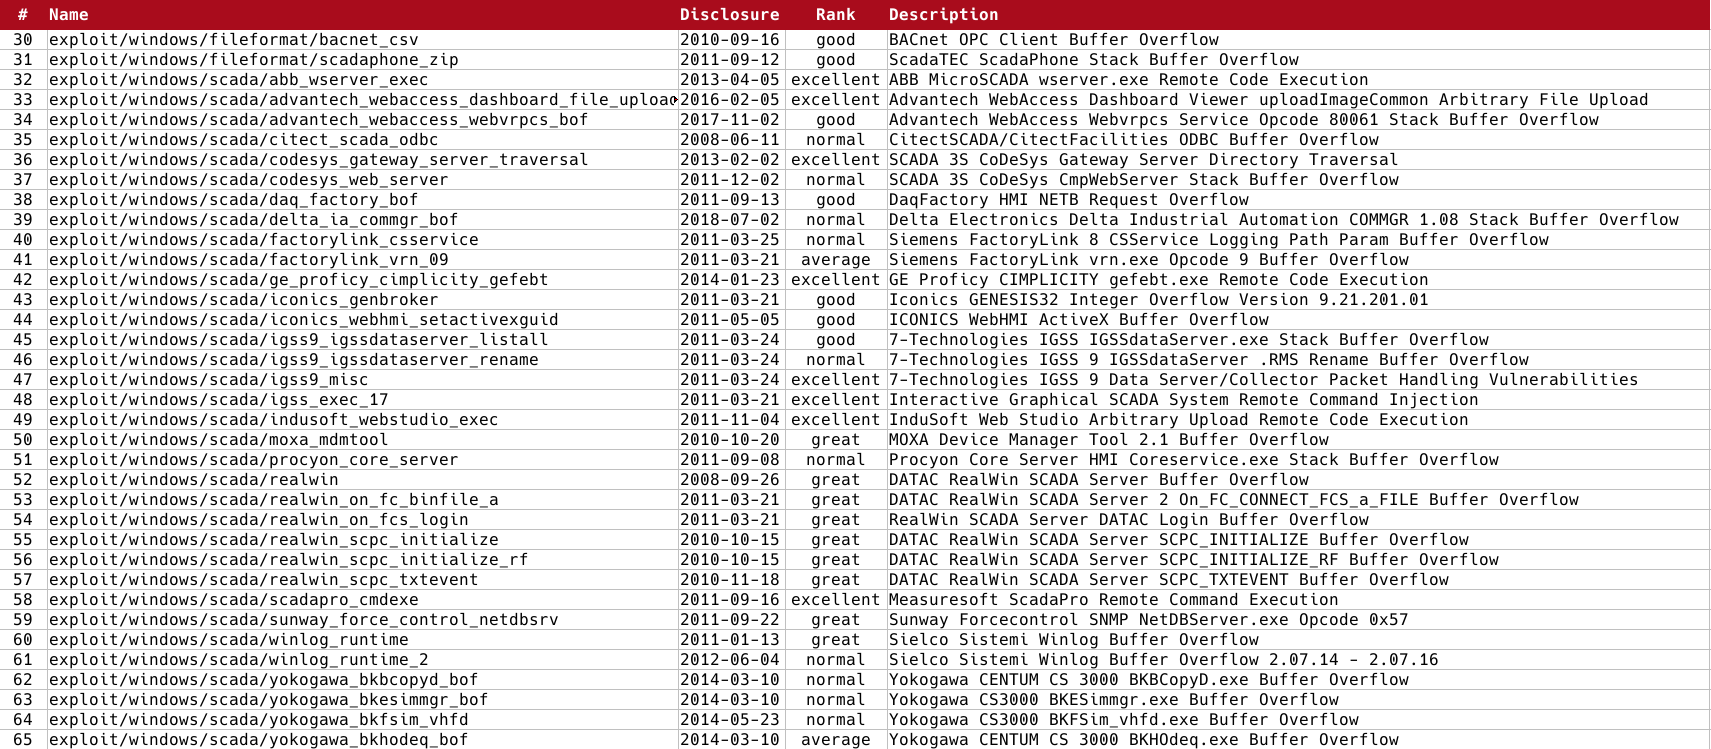 # Name Disclosure Rank Description
30 exploit/windows/fileformat/bacnet_csv 2010-09-16 good BACnet OPC Client Buffer Overflow
31 exploit/windows/fileformat/scadaphone_zip 2011-09-12 good ScadaTEC ScadaPhone Stack Buffer Overflow
32 exploit/windows/scada/abb_wserver_exec 2013-04-05 excellent ABB MicroSCADA wserver.exe Remote Code Execution
33 exploit/windows/scada/advantech_webaccess_dashboard_file_upload 2016-02-05 excellent Advantech WebAccess Dashboard Viewer uploadImageCommon Arbitrary File Upload
34 exploit/windows/scada/advantech_webaccess_webvrpcs_bof 2017-11-02 good Advantech WebAccess Webvrpcs Service Opcode 80061 Stack Buffer Overflow
35 exploit/windows/scada/citect_scada_odbc 2008-06-11 normal CitectSCADA/CitectFacilities ODBC Buffer Overflow
36 exploit/windows/scada/codesys_gateway_server_traversal 2013-02-02 excellent SCADA 3S CoDeSys Gateway Server Directory Traversal
37 exploit/windows/scada/codesys_web_server 2011-12-02 normal SCADA 3S CoDeSys CmpWebServer Stack Buffer Overflow
38 exploit/windows/scada/daq_factory_bof 2011-09-13 good DaqFactory HMI NETB Request Overflow
39 exploit/windows/scada/delta_ia_commgr_bof 2018-07-02 normal Delta Electronics Delta Industrial Automation COMMGR 1.08 Stack Buffer Overflow
40 exploit/windows/scada/factorylink_csservice 2011-03-25 normal Siemens FactoryLink 8 CSService Logging Path Param Buffer Overflow
41 exploit/windows/scada/factorylink_vrn_09 2011-03-21 average Siemens FactoryLink vrn.exe Opcode 9 Buffer Overflow
42 exploit/windows/scada/ge_proficy_cimplicity_gefebt 2014-01-23 excellent GE Proficy CIMPLICITY gefebt.exe Remote Code Execution
43 exploit/windows/scada/iconics_genbroker 2011-03-21 good Iconics GENESIS32 Integer Overflow Version 9.21.201.01
44 exploit/windows/scada/iconics_webhmi_setactivexguid 2011-05-05 good ICONICS WebHMI ActiveX Buffer Overflow
45 exploit/windows/scada/igss9_igssdataserver_listall 2011-03-24 good 7-Technologies IGSS IGSSdataServer.exe Stack Buffer Overflow
46 exploit/windows/scada/igss9_igssdataserver_rename 2011-03-24 normal 7-Technologies IGSS 9 IGSSdataServer .RMS Rename Buffer Overflow
47 exploit/windows/scada/igss9_misc 2011-03-24 excellent 7-Technologies IGSS 9 Data Server/Collector Packet Handling Vulnerabilities
48 exploit/windows/scada/igss_exec_17 2011-03-21 excellent Interactive Graphical SCADA System Remote Command Injection
49 exploit/windows/scada/indusoft_webstudio_exec 2011-11-04 excellent InduSoft Web Studio Arbitrary Upload Remote Code Execution
50 exploit/windows/scada/moxa_mdmtool 2010-10-20 great MOXA Device Manager Tool 2.1 Buffer Overflow
51 exploit/windows/scada/procyon_core_server 2011-09-08 normal Procyon Core Server HMI Coreservice.exe Stack Buffer Overflow
52 exploit/windows/scada/realwin 2008-09-26 great DATAC RealWin SCADA Server Buffer Overflow
53 exploit/windows/scada/realwin_on_fc_binfile_a 2011-03-21 great DATAC RealWin SCADA Server 2 On_FC_CONNECT_FCS_a_FILE Buffer Overflow
54 exploit/windows/scada/realwin_on_fcs_login 2011-03-21 great RealWin SCADA Server DATAC Login Buffer Overflow
55 exploit/windows/scada/realwin_scpc_initialize 2010-10-15 great DATAC RealWin SCADA Server SCPC_INITIALIZE Buffer Overflow
56 exploit/windows/scada/realwin_scpc_initialize_rf 2010-10-15 great DATAC RealWin SCADA Server SCPC_INITIALIZE_RF Buffer Overflow
57 exploit/windows/scada/realwin_scpc_txtevent 2010-11-18 great DATAC RealWin SCADA Server SCPC_TXTEVENT Buffer Overflow
58 exploit/windows/scada/scadapro_cmdexe 2011-09-16 excellent Measuresoft ScadaPro Remote Command Execution
59 exploit/windows/scada/sunway_force_control_netdbsrv 2011-09-22 great Sunway Forcecontrol SNMP NetDBServer.exe Opcode 0x57
60 exploit/windows/scada/winlog_runtime 2011-01-13 great Sielco Sistemi Winlog Buffer Overflow
61 exploit/windows/scada/winlog_runtime_2 2012-06-04 normal Sielco Sistemi Winlog Buffer Overflow 2.07.14 - 2.07.16
62 exploit/windows/scada/yokogawa_bkbcopyd_bof 2014-03-10 normal Yokogawa CENTUM CS 3000 BKBCopyD.exe Buffer Overflow
63 exploit/windows/scada/yokogawa_bkesimmgr_bof 2014-03-10 normal Yokogawa CS3000 BKESimmgr.exe Buffer Overflow
64 exploit/windows/scada/yokogawa_bkfsim_vhfd 2014-05-23 normal Yokogawa CS3000 BKFSim_vhfd.exe Buffer Overflow
65 exploit/windows/scada/yokogawa_bkhodeq_bof 2014-03-10 average Yokogawa CENTUM CS 3000 BKHOdeq.exe Buffer Overflow